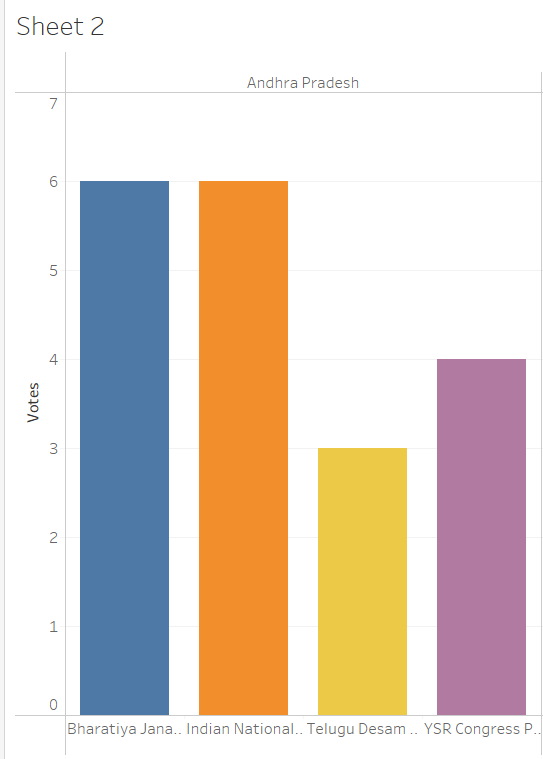 Sheet 2
Andhra Pradesh
7
6
5
4
3
2
1
0
Votes
Bharatiya Jana.. Indian National.. Telugu Desam .. YSR Congress P..